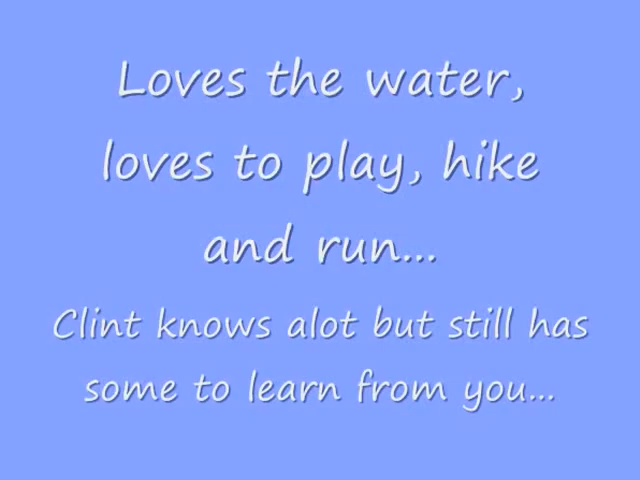 Loves the water,
loves to play, hike
and run...
Clint knows alot but still has
some to learn from you...